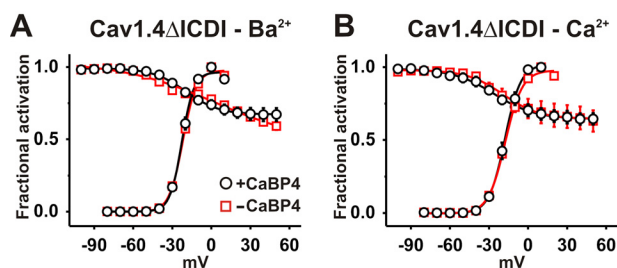 A Cav1.4ΔICDI - Ba²⁺
B Cav1.4ΔICDI - Ca²⁺
Fractional activation
1.0
0.5
0.0
+CaBP4
−CaBP4
-90 -60 -30 0 30 60
mV
Fractional activation
1.0
0.5
0.0
-90 -60 -30 0 30 60
mV